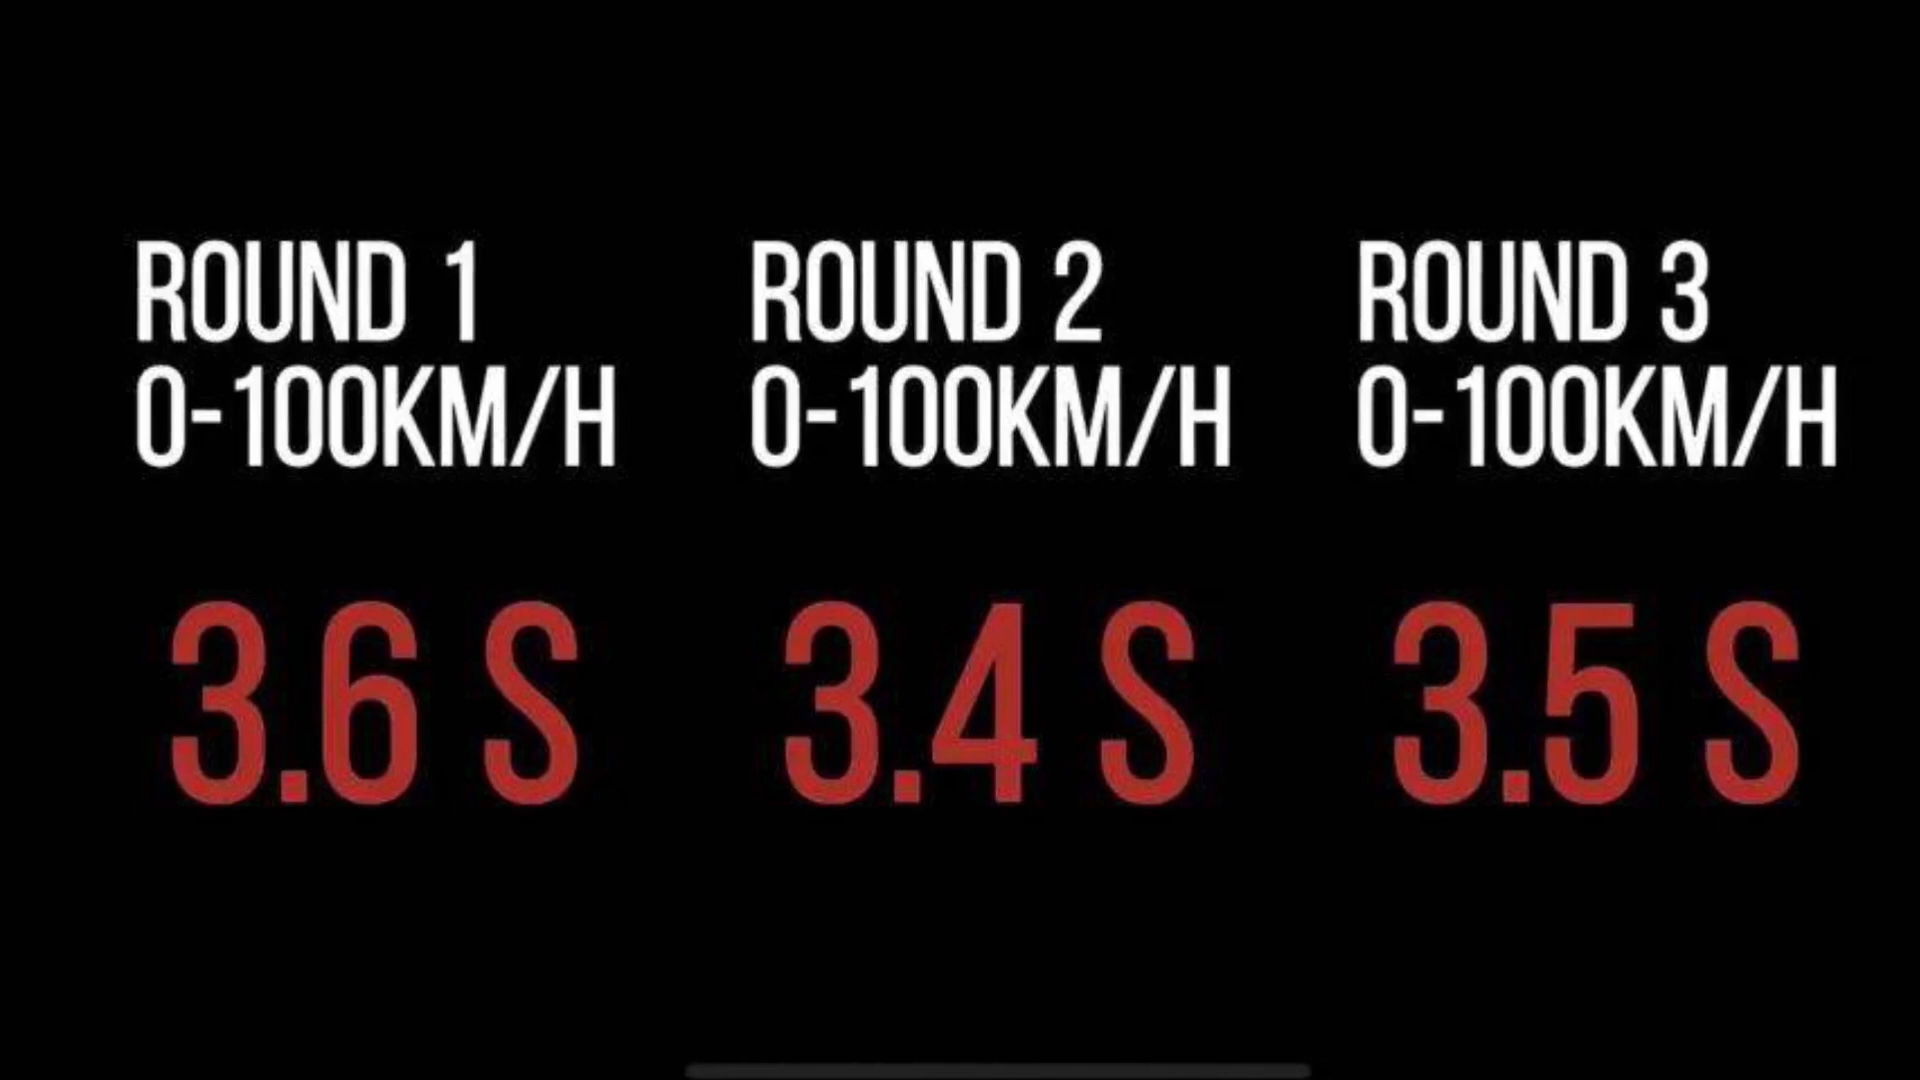 ROUND 1
0-100KM/H
3.6 S
ROUND 2
0-100KM/H
3.4 S
ROUND 3
0-100KM/H
3.5 S